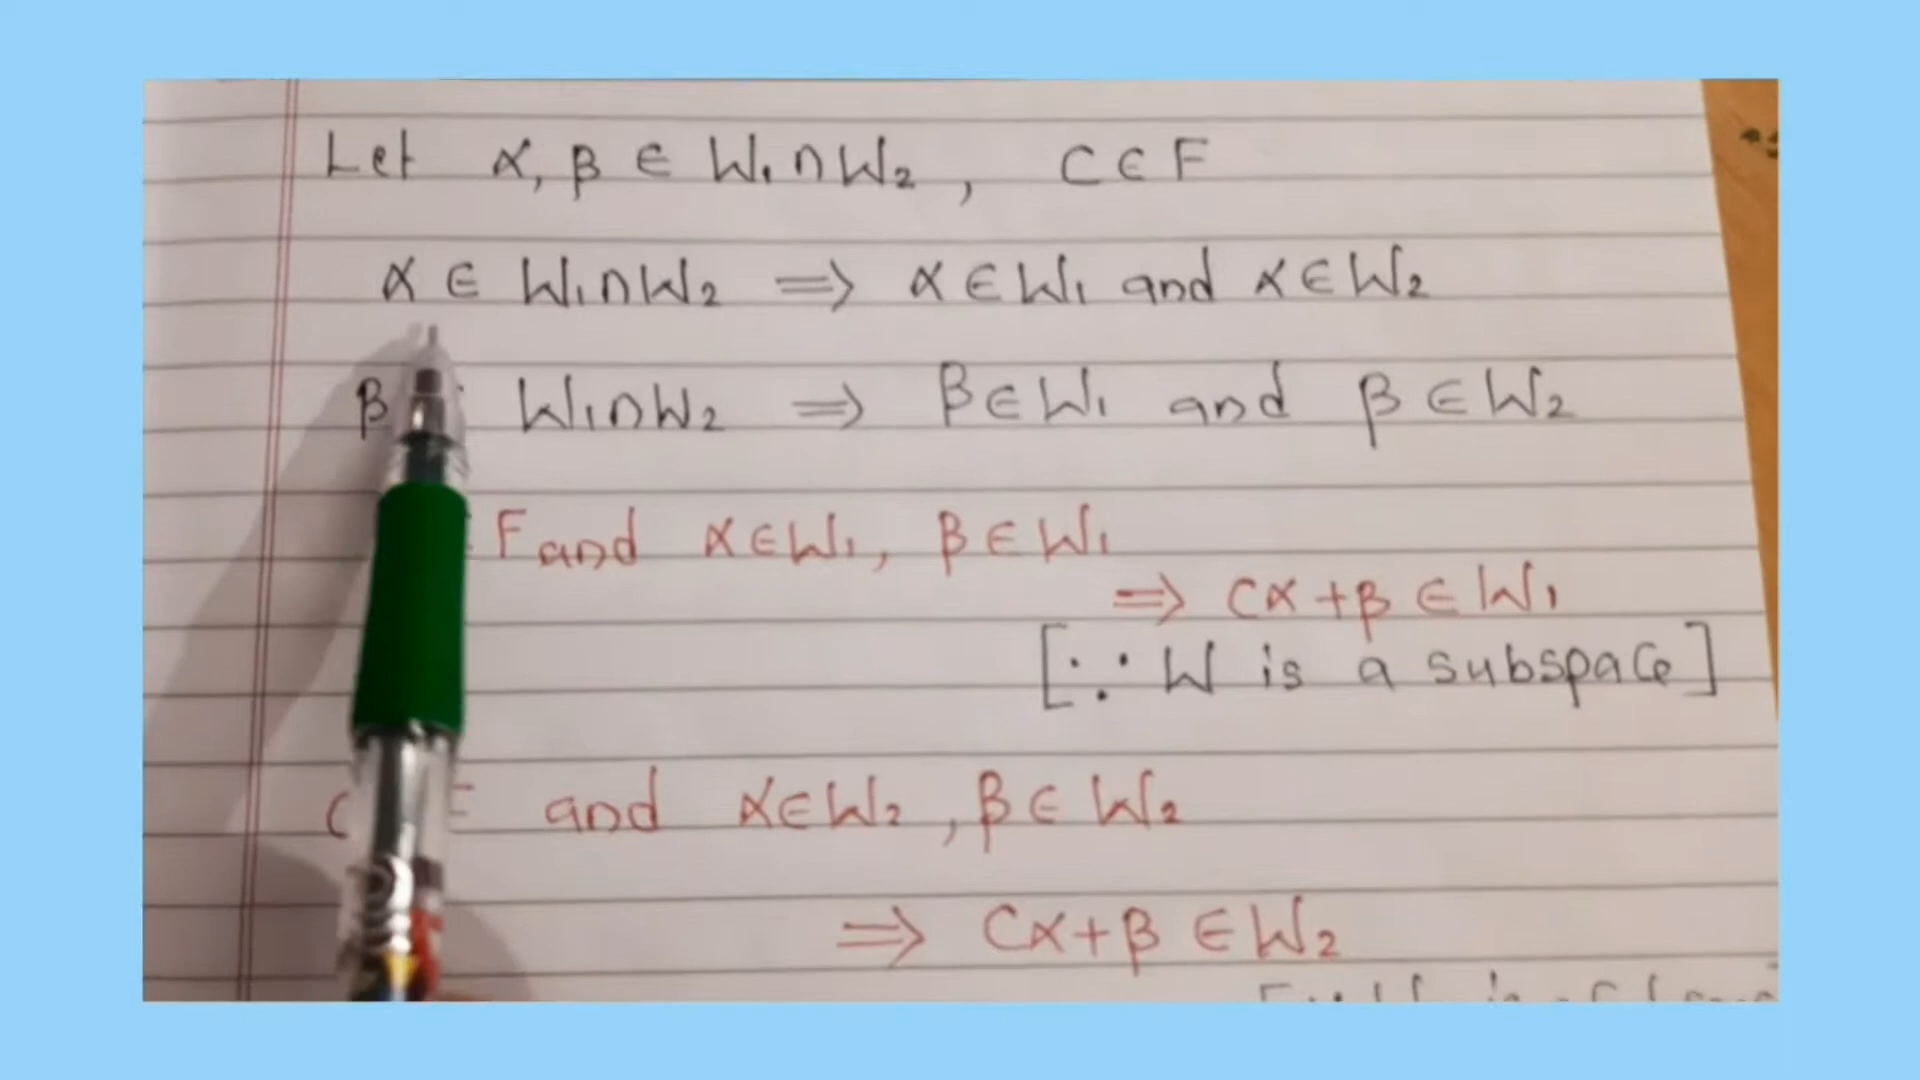 Let α, β ∈ W₁∩W₂, C∈F
α ∈ W₁∩W₂ ⇒ α∈W₁ and α∈W₂
β W₁∩W₂ ⇒ β∈W₁ and β∈W₂
F and α∈W₁, β∈W₁
⇒ Cα+β ∈ W₁
[∵ W is a subspace]
C and α∈W₂, β∈W₂
⇒ Cα+β ∈W₂